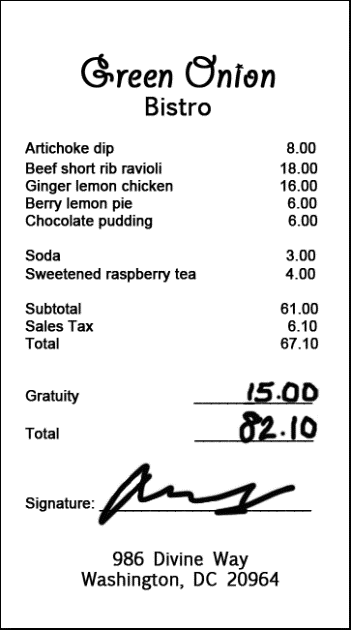 Green Onion
Bistro
Artichoke dip 8.00
Beef short rib ravioli 18.00
Ginger lemon chicken 16.00
Berry lemon pie 6.00
Chocolate pudding 6.00
Soda 3.00
Sweetened raspberry tea 4.00
Subtotal 61.00
Sales Tax 6.10
Total 67.10
Gratuity 15.00
Total 82.10
Signature:
986 Divine Way
Washington, DC 20964